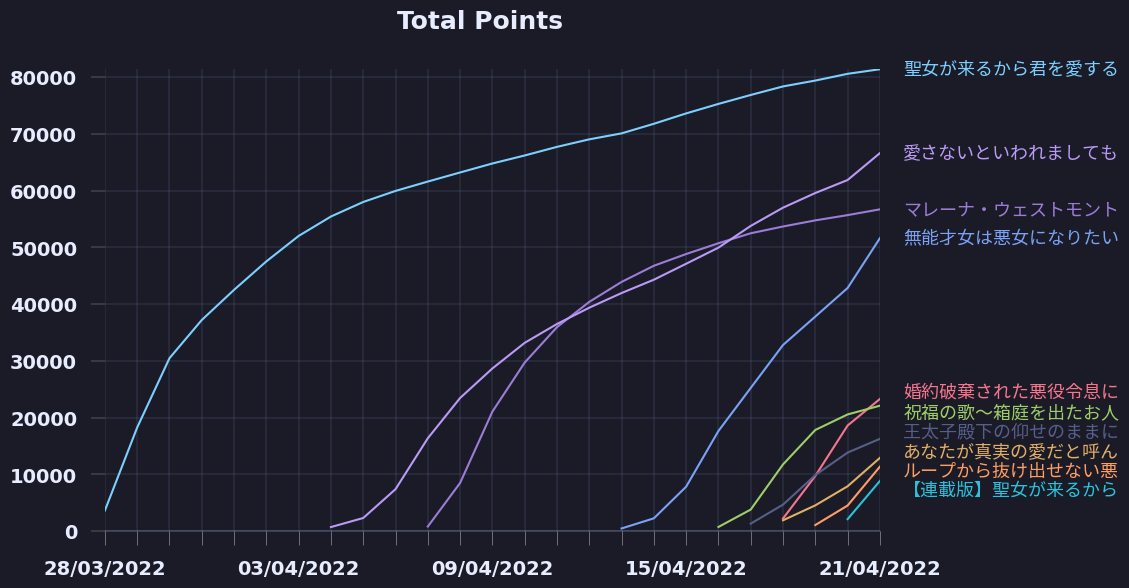 Total Points
80000
70000
60000
50000
40000
30000
20000
10000
0
28/03/2022
03/04/2022
09/04/2022
15/04/2022
21/04/2022
聖女が来るから君を愛する
愛さないといわれましても
マレーナ・ウェストモント
無能才女は悪女になりたい
婚約破棄された悪役令息に
祝福の歌〜箱庭を出たお人
王太子殿下の仰せのままに
あなたが真実の愛だと呼ん
ループから抜け出せない悪
【連載版】聖女が来るから